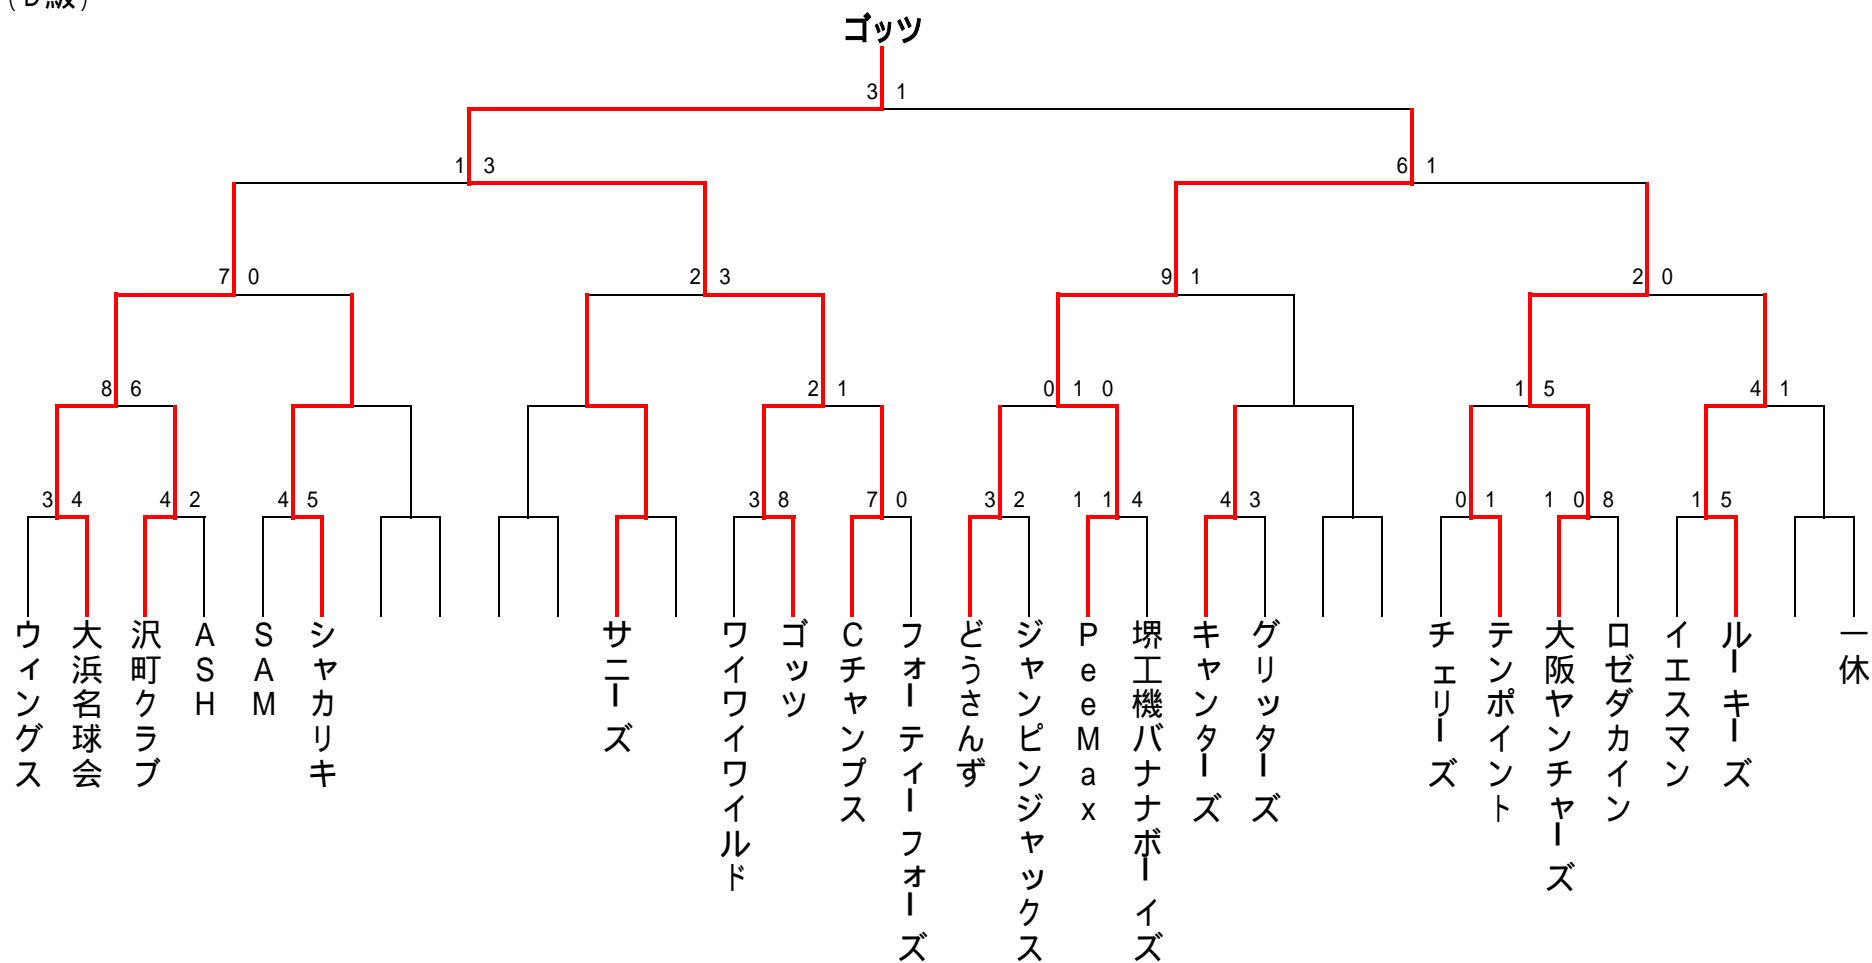 ゴッツ
3 1
1 3
6 1
7 0
2 3
9 1
2 0
8 6
2 1
0 1 0
1 5
4 1
3 4
4 2
4 5
3 8
7 0
3 2
1 1 4
4 3
0 1
1 0 8
1 5
ウィングス
大浜名球会
沢町クラブ
ASH
SAM
シャカリキ
サニーズ
ワイワイワイルド
ゴッツ
Cチャンプス
フォーティーフォーズ
どうさんず
ジャンピンジャックス
PeeMax
堺工機バナナボーイズ
キャンターズ
グリッターズ
チェリーズ
テンポイント
大阪ヤンチャーズ
ロゼダカイン
イエスマン
ルーキーズ
一休